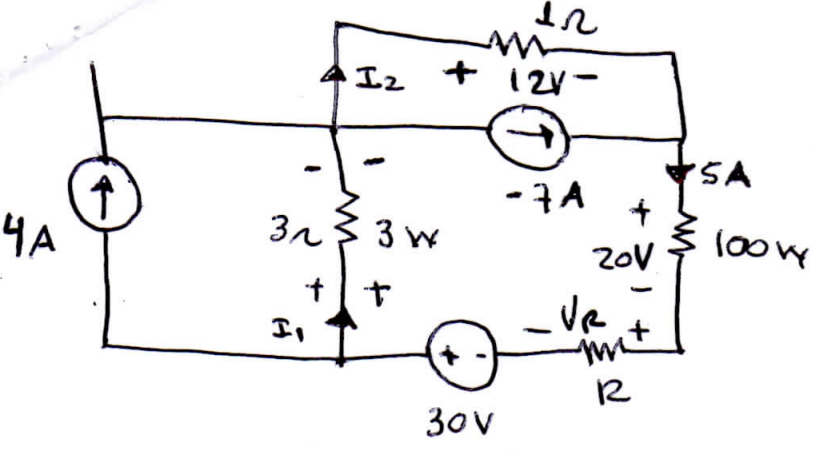 1Ω
I2
+ 12V -
5A
-7A
4A
- -
3Ω 3W
+ +
I1
+
20V 100W
-
- VR +
+ -
30V
R